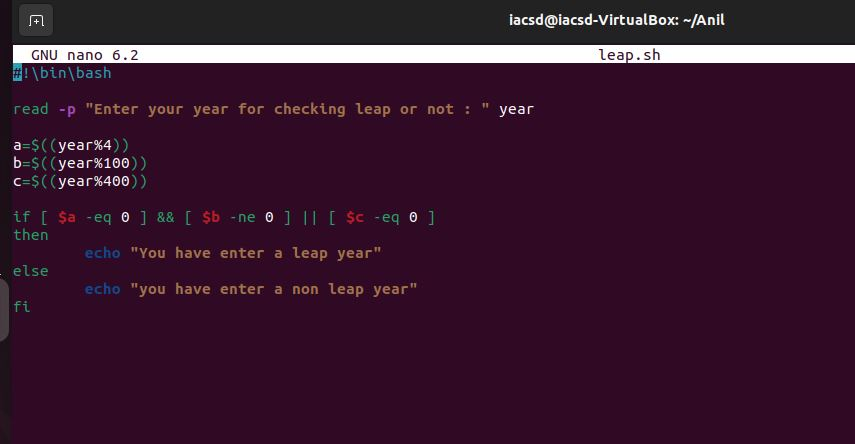 iacsd@iacsd-VirtualBox: ~/Anil
GNU nano 6.2 leap.sh
#!\bin\bash
read -p "Enter your year for checking leap or not : " year
a=$((year%4))
b=$((year%100))
c=$((year%400))
if [ $a -eq 0 ] && [ $b -ne 0 ] || [ $c -eq 0 ]
then
echo "You have enter a leap year"
else
echo "you have enter a non leap year"
fi